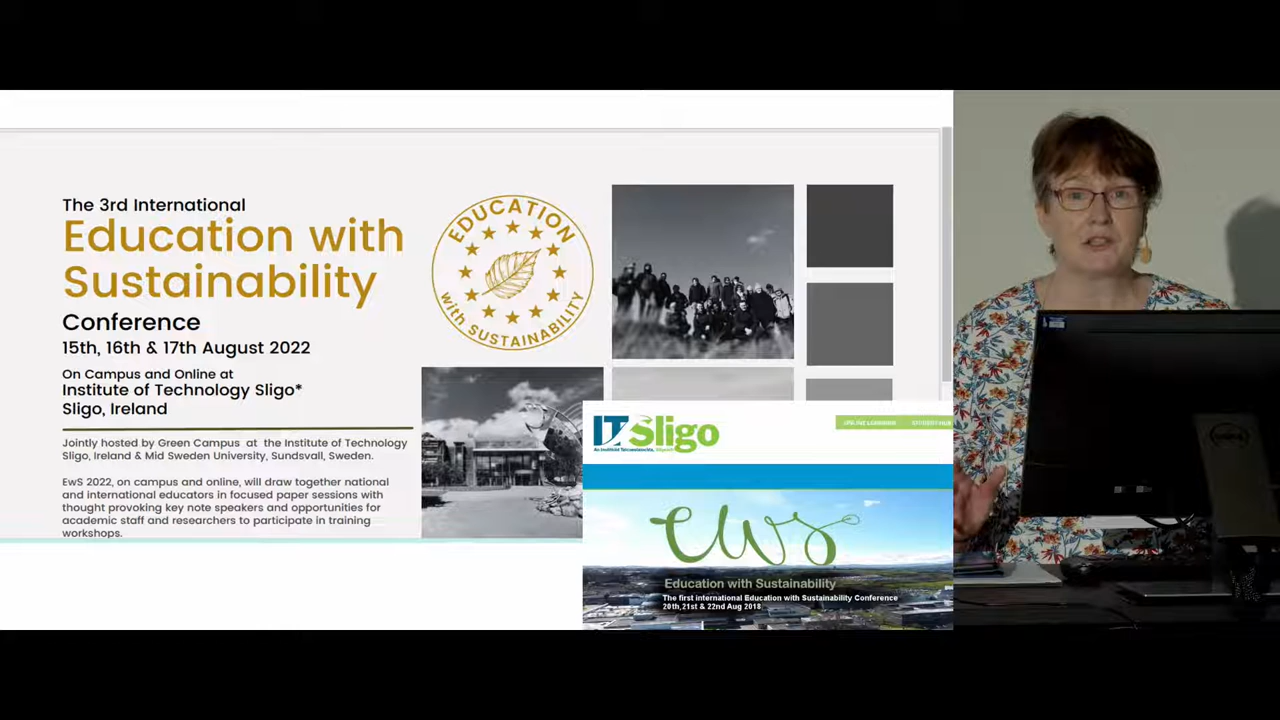 The 3rd International
Education with
Sustainability
Conference
15th, 16th & 17th August 2022
On Campus and Online at
Institute of Technology Sligo*
Sligo, Ireland
Jointly hosted by Green Campus at the Institute of Technology
Sligo, Ireland & Mid Sweden University, Sundsvall, Sweden.
EwS 2022, on campus and online, will draw together national
and international educators in focused paper sessions with
thought provoking key note speakers and opportunities for
academic staff and researchers to participate in training
workshops.
EDUCATION
with SUSTAINABILITY
IT Sligo
ews
Education with Sustainability
The first international Education with Sustainability Conference
20th,21st & 22nd Aug 2018